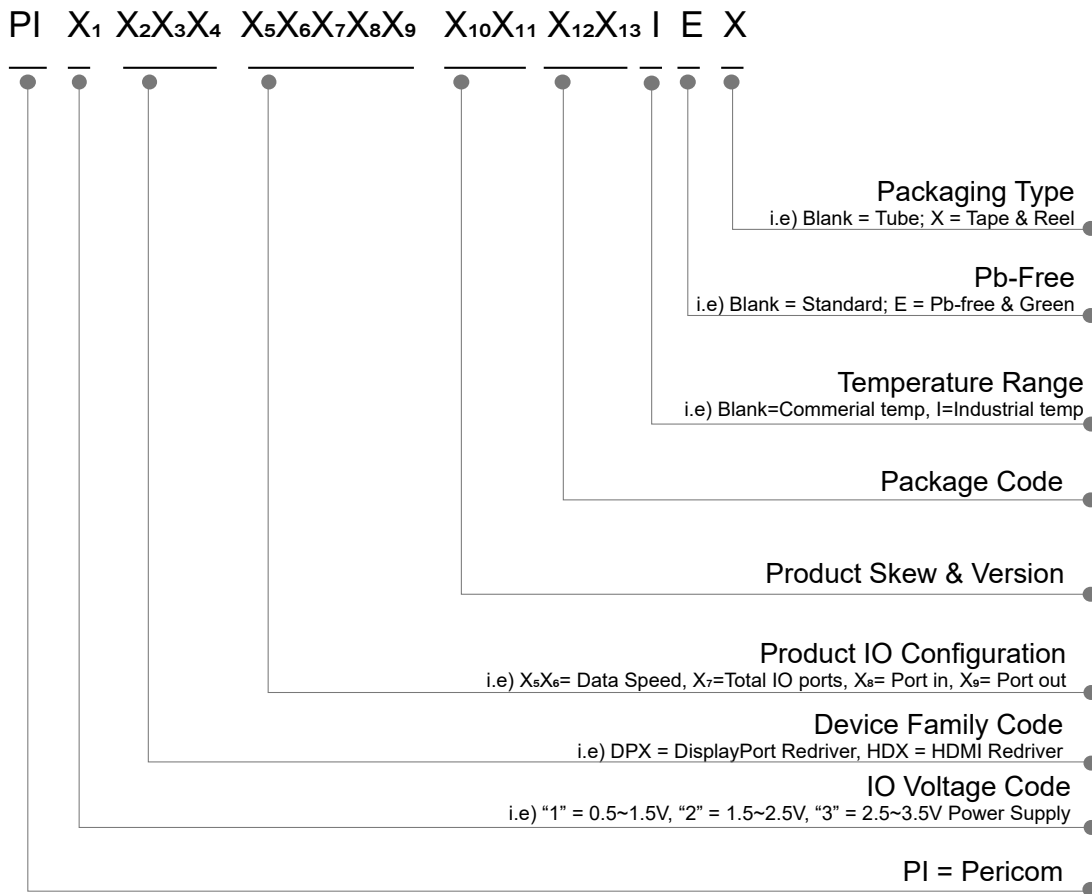 PI X₁ X₂X₃X₄ X₅X₆X₇X₈X₉ X₁₀X₁₁ X₁₂X₁₃ I E X
Packaging Type
i.e) Blank = Tube; X = Tape & Reel
Pb-Free
i.e) Blank = Standard; E = Pb-free & Green
Temperature Range
i.e) Blank=Commerial temp, I=Industrial temp
Package Code
Product Skew & Version
Product IO Configuration
i.e) X₅X₆= Data Speed, X₇=Total IO ports, X₈= Port in, X₉= Port out
Device Family Code
i.e) DPX = DisplayPort Redriver, HDX = HDMI Redriver
IO Voltage Code
i.e) “1” = 0.5~1.5V, “2” = 1.5~2.5V, “3” = 2.5~3.5V Power Supply
PI = Pericom